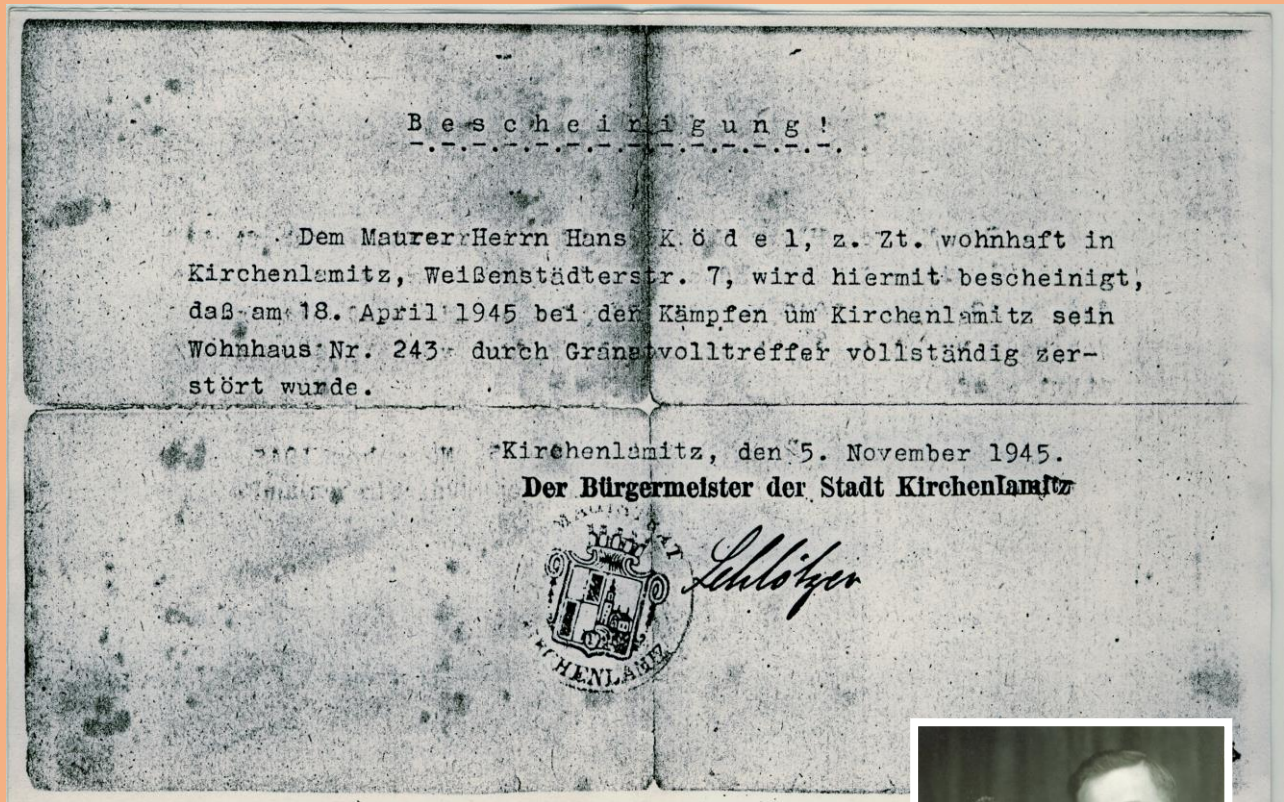 B e s c h e i n i g u n g !
Dem Maurer Herrn Hans K ö d e l, z. Zt. wohnhaft in
Kirchenlamitz, Weißenstädterstr. 7, wird hiermit bescheinigt,
daß am 18. April 1945 bei den Kämpfen um Kirchenlamitz sein
Wohnhaus Nr. 243 durch Granatvolltreffer vollständig zer-
stört wurde.
Kirchenlamitz, den 5. November 1945.
Der Bürgermeister der Stadt Kirchenlamitz
MAGISTRAT
KIRCHENLAMITZ
Schlötzer